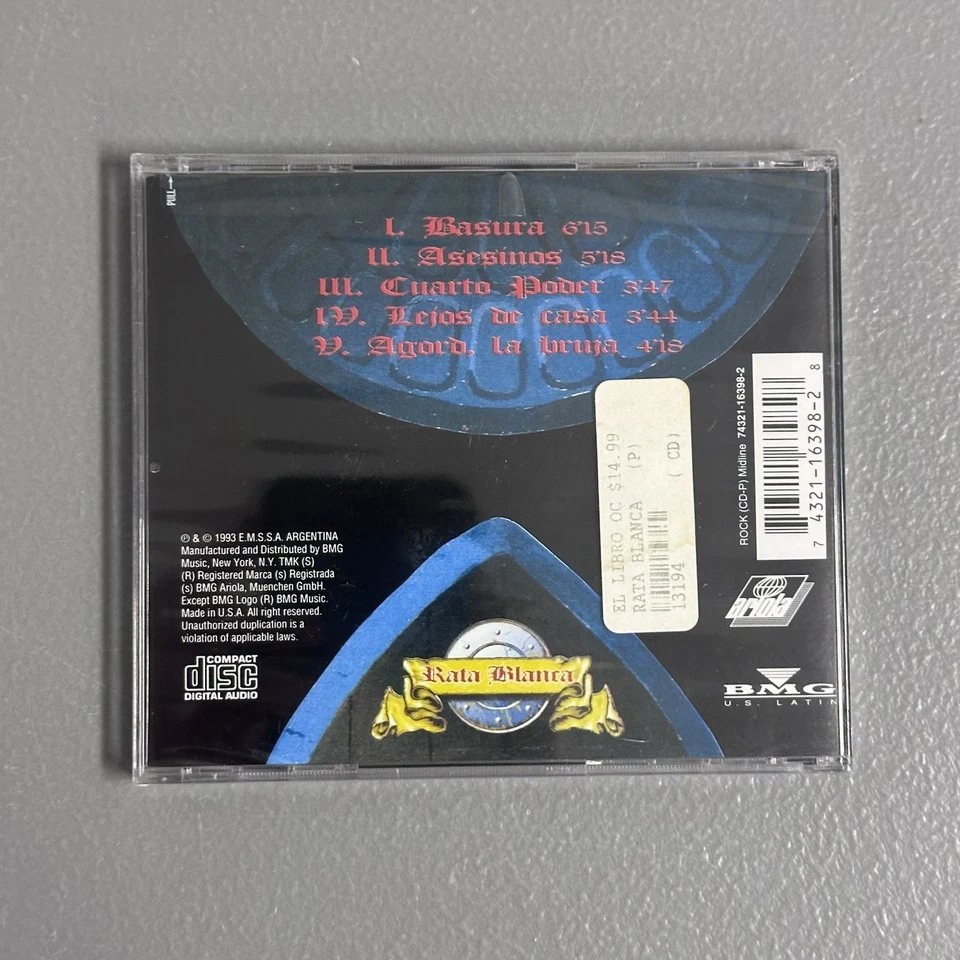 PULL→
I. Basura 6'15
II. Asesinos 5'18
III. Cuarto Poder 3'47
IV. Lejos de casa 3'44
V. Agord, la bruja 4'18
EL LIBRO OC $14.99
RATA BLANCA (P)
13194 ( CD)
ROCK (CD-P) Midline 74321-16398-2
7 4321-16398-2 8
℗ & © 1993 E.M.S.S.A. ARGENTINA
Manufactured and Distributed by BMG
Music, New York, N.Y. TMK (S)
(R) Registered Marca (s) Registrada
(s) BMG Ariola, Muenchen GmbH.
Except BMG Logo (R) BMG Music.
Made in U.S.A. All right reserved.
Unauthorized duplication is a
violation of applicable laws.
COMPACT
disc
DIGITAL AUDIO
Rata Blanca
ariola
BMG
U.S. LATIN